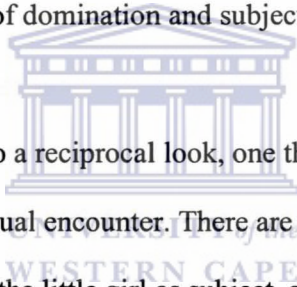 of domination and subjec
o a reciprocal look, one th
ual encounter. There are
UNIVERSITY of the
WESTERN CAPE
the little girl as subject, a